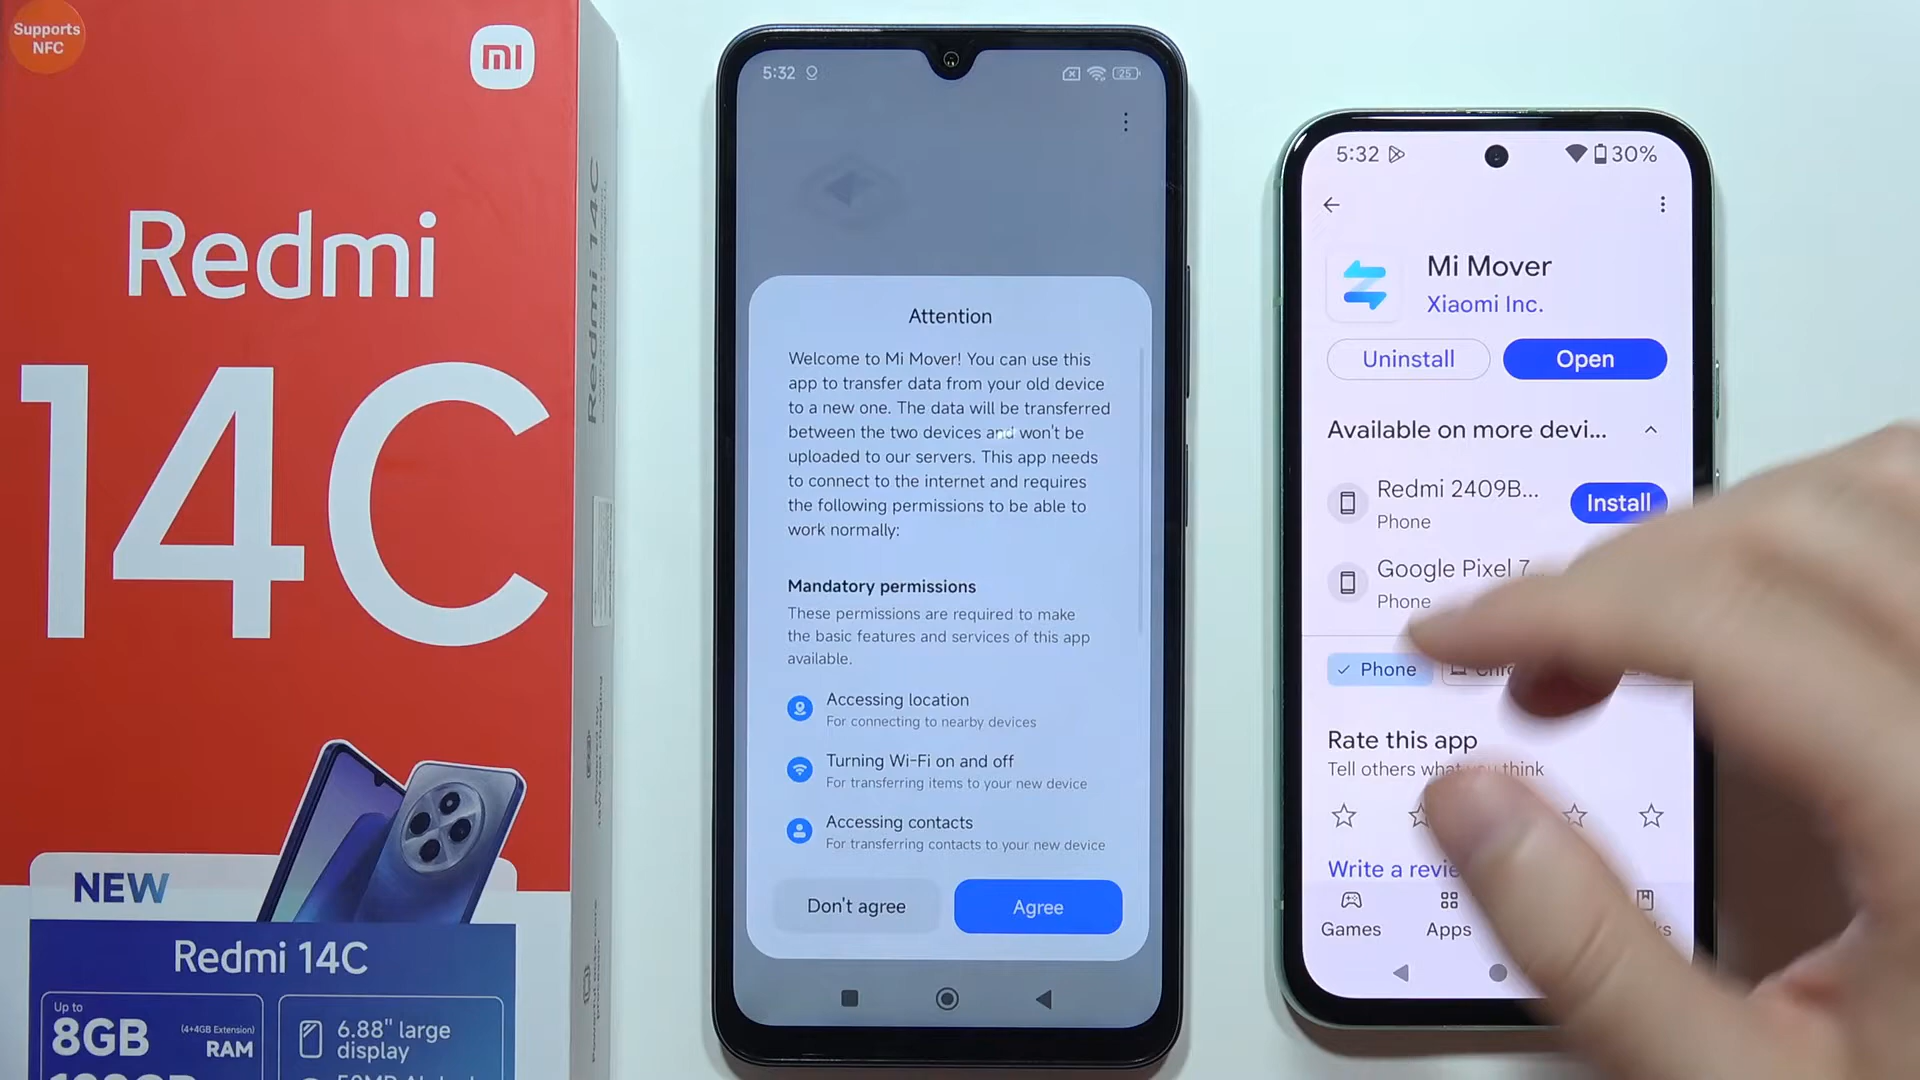 Supports
NFC
mi
Redmi
14C
NEW
Redmi 14C
Up to
8GB
(4+4GB Extension)
RAM
6.88" large
display
Redmi 14C
5:32
25
Attention
Welcome to Mi Mover! You can use this
app to transfer data from your old device
to a new one. The data will be transferred
between the two devices and won't be
uploaded to our servers. This app needs
to connect to the internet and requires
the following permissions to be able to
work normally:
Mandatory permissions
These permissions are required to make
the basic features and services of this app
available.
Accessing location
For connecting to nearby devices
Turning Wi-Fi on and off
For transferring items to your new device
Accessing contacts
For transferring contacts to your new device
Don't agree
Agree
5:32
30%
Mi Mover
Xiaomi Inc.
Uninstall
Open
Available on more devi...
Redmi 2409B...
Phone
Install
Google Pixel 7...
Phone
Phone
Rate this app
Tell others what you think
Write a revie
Games
Apps